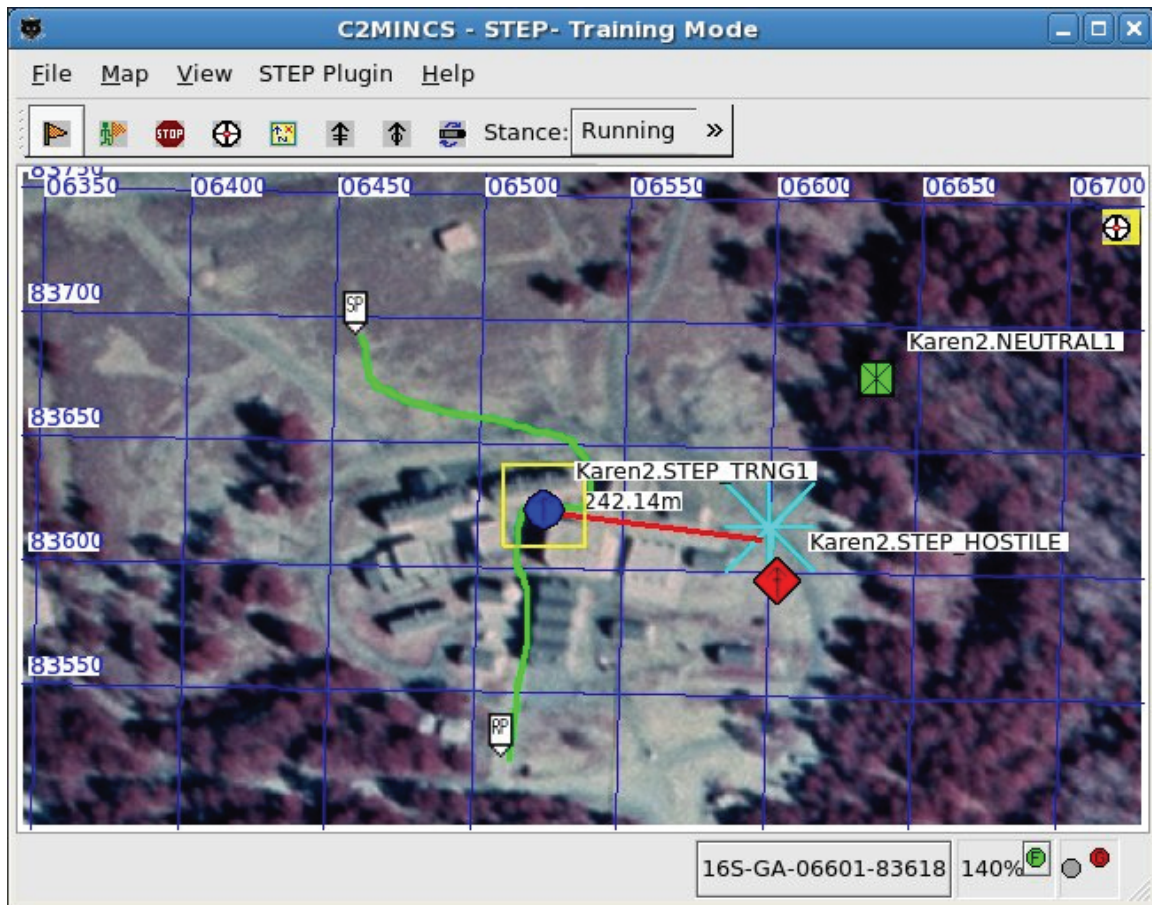 C2MINCS - STEP- Training Mode
File Map View STEP Plugin Help
STOP Stance: Running »
83750
06350 06400 06450 06500 06550 06600 06650 06700
83700
SP
Karen2.NEUTRAL1
83650
Karen2.STEP_TRNG1
242.14m
83600
Karen2.STEP_HOSTILE
83550
RP
16S-GA-06601-83618 140% F G